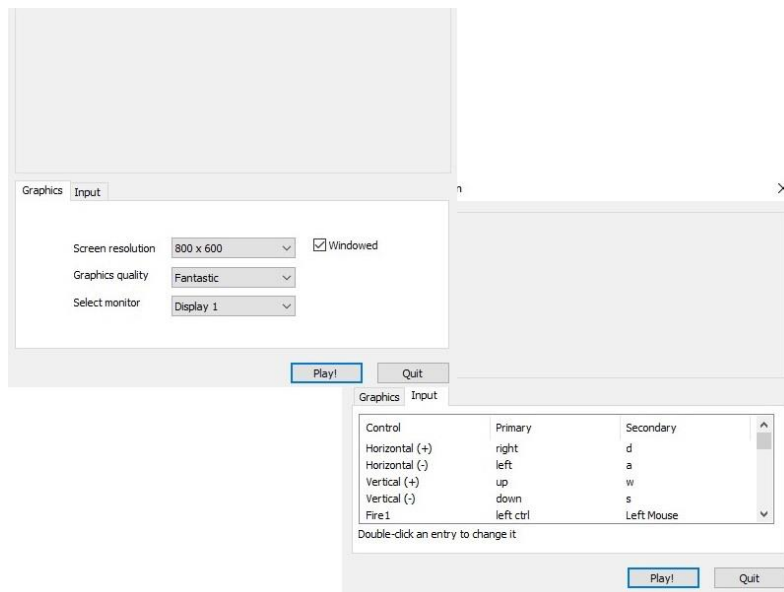 Graphics Input
Screen resolution 800 x 600 Windowed
Graphics quality Fantastic
Select monitor Display 1
Play! Quit
n
Graphics Input
Control Primary Secondary
Horizontal (+) right d
Horizontal (-) left a
Vertical (+) up w
Vertical (-) down s
Fire1 left ctrl Left Mouse
Double-click an entry to change it
Play! Quit